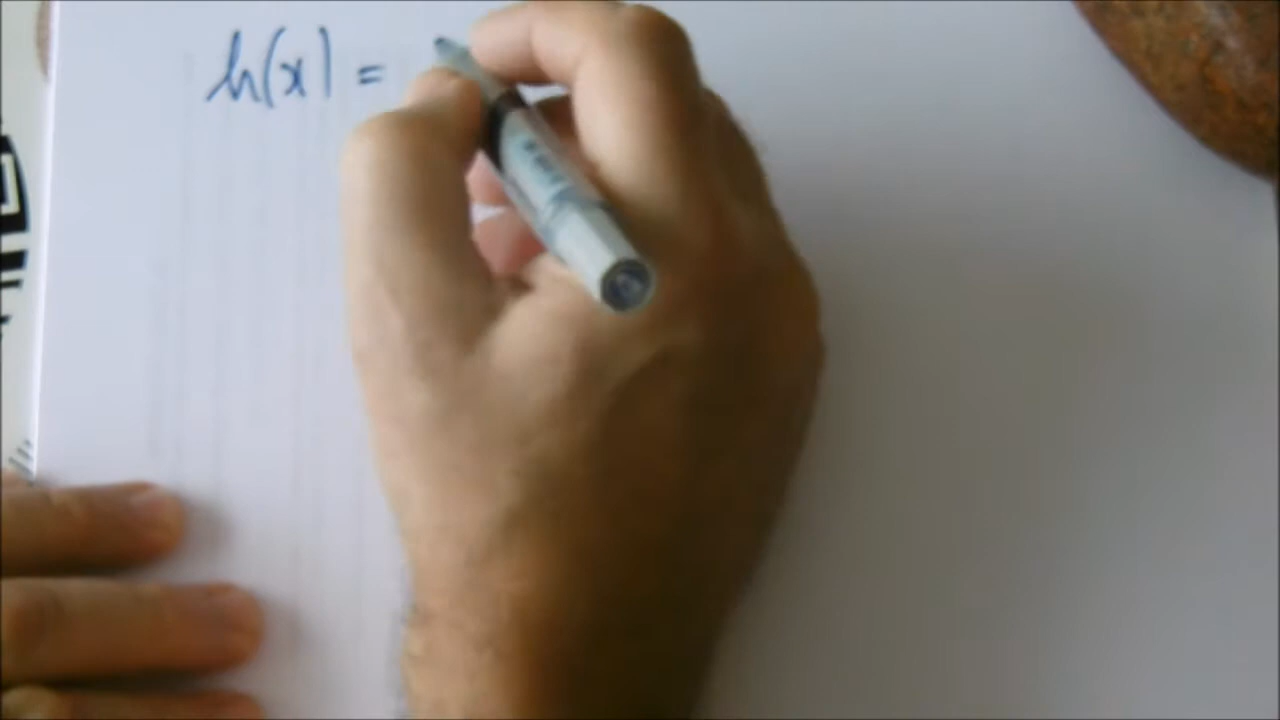 h(x) =